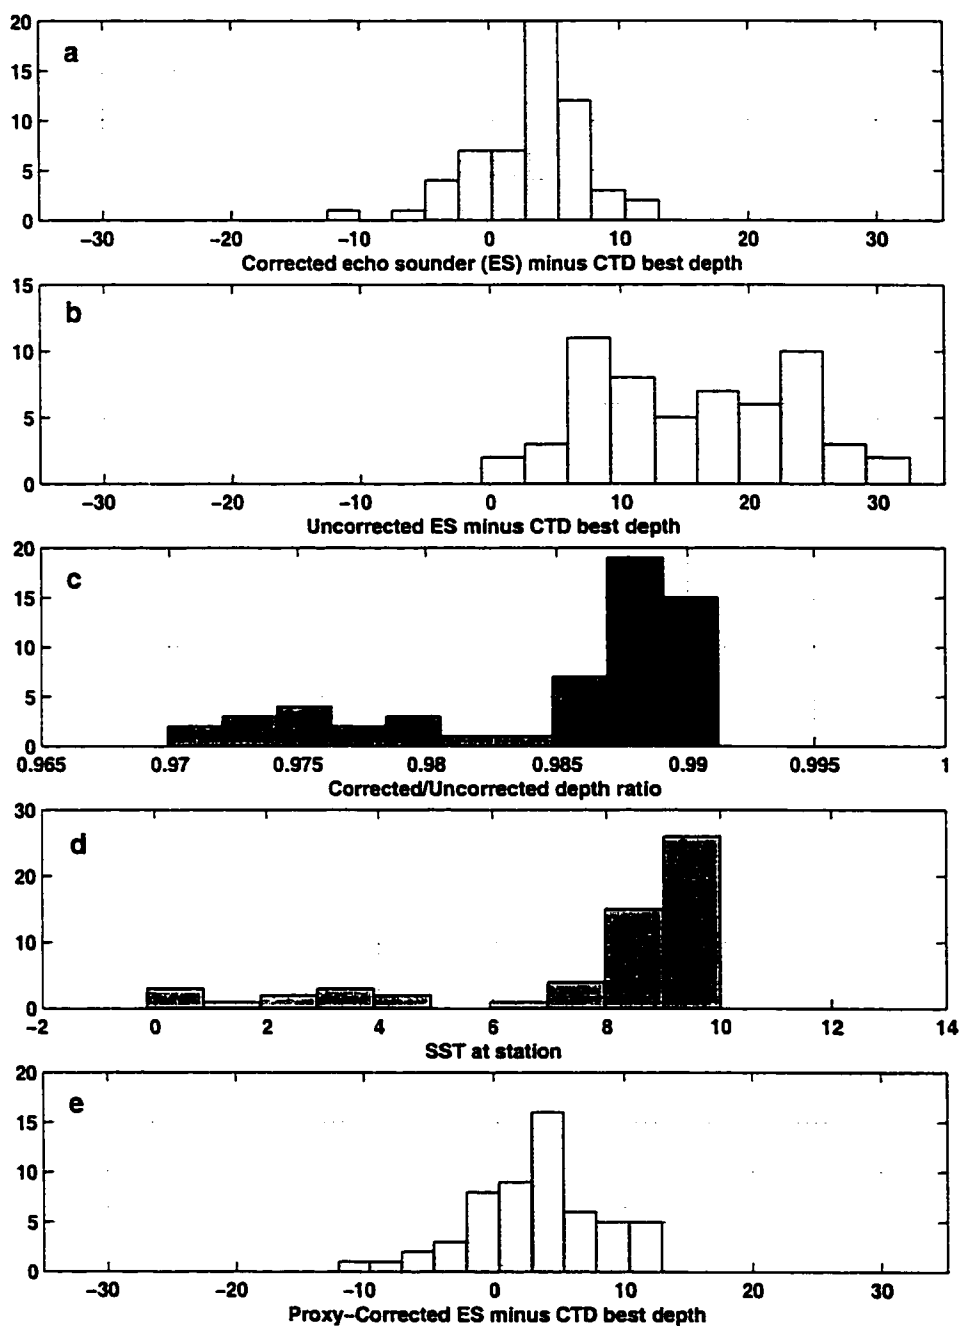 20
a
15
10
5
0
−30 −20 −10 0 10 20 30
Corrected echo sounder (ES) minus CTD best depth
15
b
10
5
0
−30 −20 −10 0 10 20 30
Uncorrected ES minus CTD best depth
20
c
15
10
5
0
0.965 0.97 0.975 0.98 0.985 0.99 0.995 1
Corrected/Uncorrected depth ratio
30
d
20
10
0
−2 0 2 4 6 8 10 12 14
SST at station
20
e
15
10
5
0
−30 −20 −10 0 10 20 30
Proxy−Corrected ES minus CTD best depth